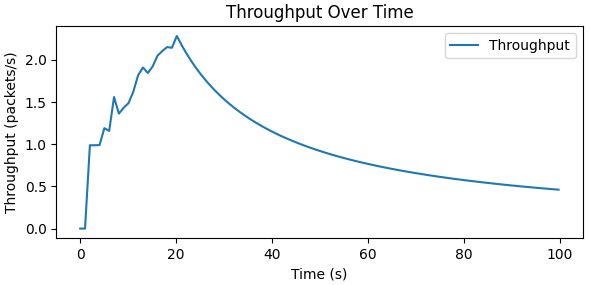 Throughput Over Time
Throughput
Throughput (packets/s)
2.0
1.5
1.0
0.5
0.0
0 20 40 60 80 100
Time (s)